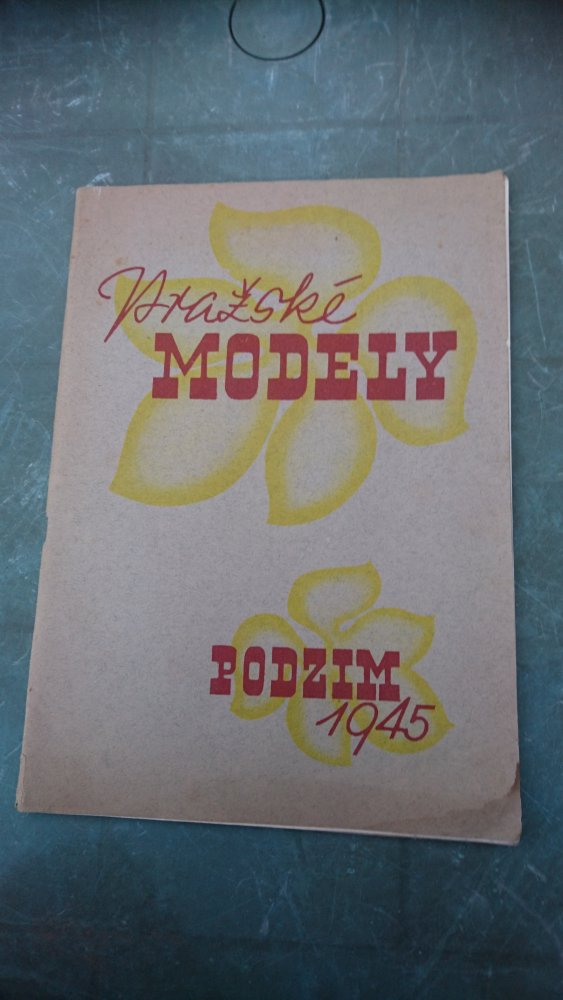 Pražské
MODELY
PODZIM
1945